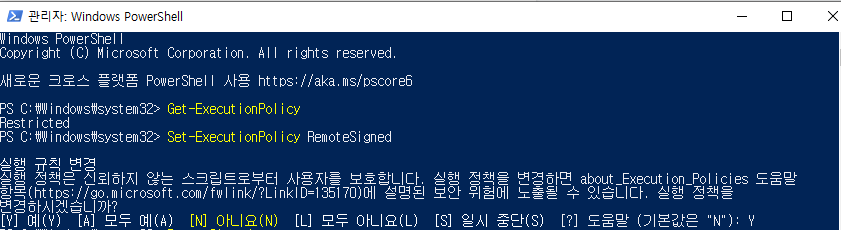 관리자: Windows PowerShell
Windows PowerShell
Copyright (C) Microsoft Corporation. All rights reserved.
새로운 크로스 플랫폼 PowerShell 사용 https://aka.ms/pscore6
PS C:₩Windows₩system32> Get-ExecutionPolicy
Restricted
PS C:₩Windows₩system32> Set-ExecutionPolicy RemoteSigned
실행 규칙 변경
실행 정책은 신뢰하지 않는 스크립트로부터 사용자를 보호합니다. 실행 정책을 변경하면 about_Execution_Policies 도움말
항목(https://go.microsoft.com/fwlink/?LinkID=135170)에 설명된 보안 위험에 노출될 수 있습니다. 실행 정책을
변경하시겠습니까?
[Y] 예(Y)  [A] 모두 예(A)  [N] 아니요(N)  [L] 모두 아니요(L)  [S] 일시 중단(S)  [?] 도움말 (기본값은 "N"): Y